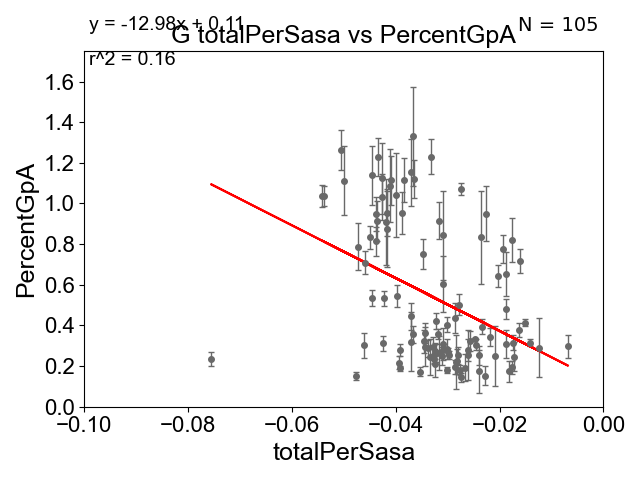 y = -12.98x + 0.11
N = 105
G totalPerSasa vs PercentGpA
r^2 = 0.16
PercentGpA
1.6
1.4
1.2
1.0
0.8
0.6
0.4
0.2
0.0
−0.10 −0.08 −0.06 −0.04 −0.02 0.00
totalPerSasa